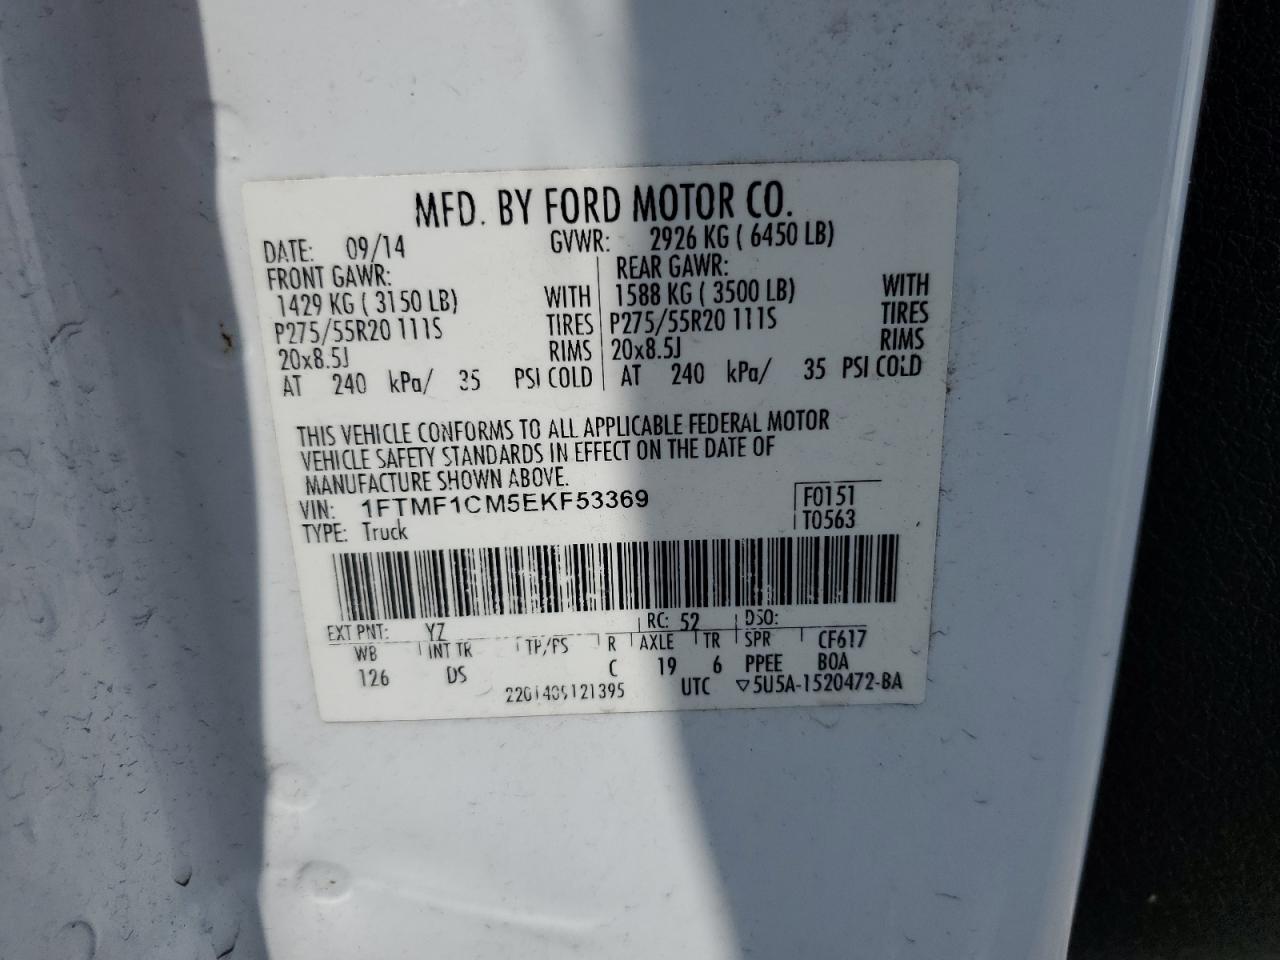 MFD. BY FORD MOTOR CO.
DATE: 09/14 GVWR: 2926 KG ( 6450 LB)
FRONT GAWR: REAR GAWR:
1429 KG ( 3150 LB) WITH 1588 KG ( 3500 LB) WITH
P275/55R20 111S TIRES P275/55R20 111S TIRES
20x8.5J RIMS 20x8.5J RIMS
AT 240 kPa/ 35 PSI COLD AT 240 kPa/ 35 PSI COLD
THIS VEHICLE CONFORMS TO ALL APPLICABLE FEDERAL MOTOR
VEHICLE SAFETY STANDARDS IN EFFECT ON THE DATE OF
MANUFACTURE SHOWN ABOVE.
VIN: 1FTMF1CM5EKF53369 F0151
TYPE: Truck T0563
EXT PNT: YZ RC: 52 DSO:
WB INT TR TP/PS R AXLE TR SPR CF617
126 DS C 19 6 PPEE BOA
UTC ▽5U5A-1520472-BA